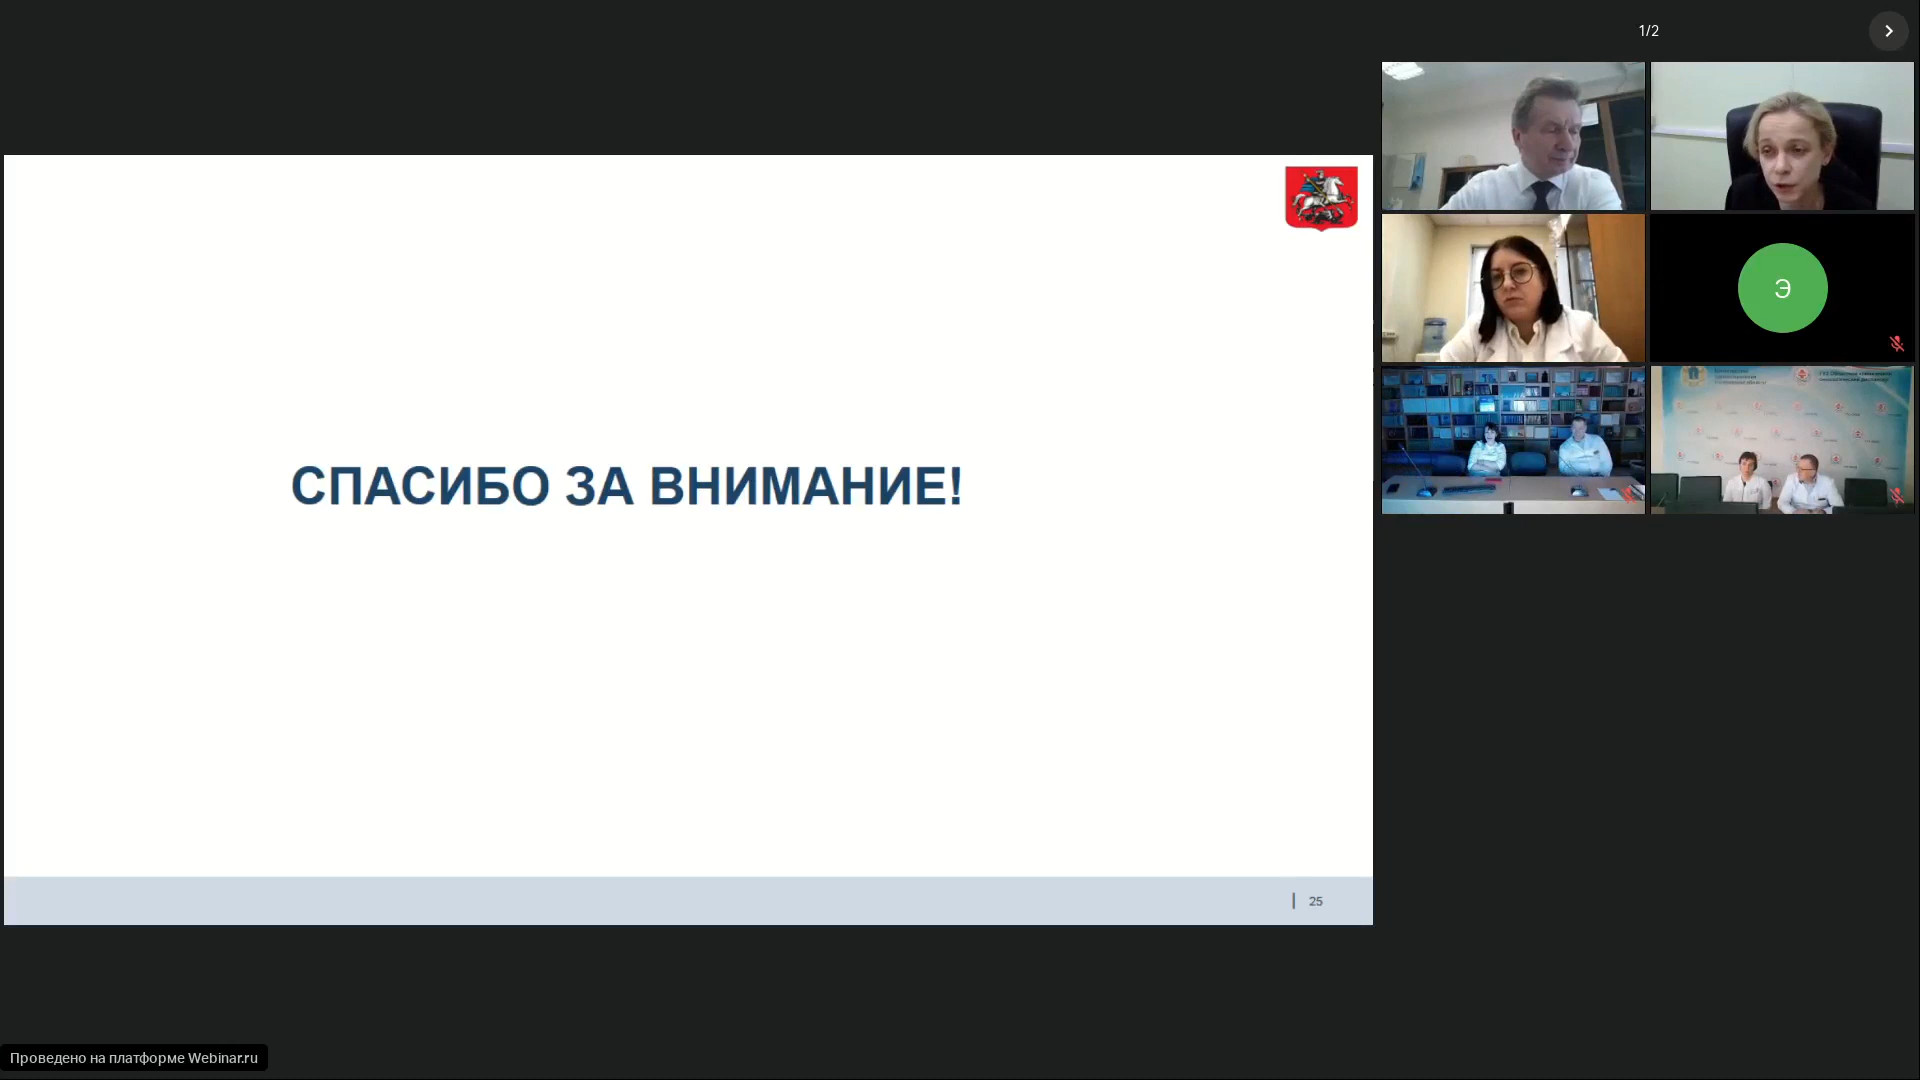 1/2
СПАСИБО ЗА ВНИМАНИЕ!
Э
25
Проведено на платформе Webinar.ru